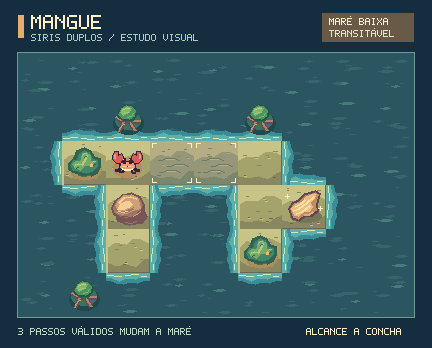 MANGUE
SIRIS DUPLOS / ESTUDO VISUAL
MARÉ BAIXA
TRANSITÁVEL
3 PASSOS VÁLIDOS MUDAM A MARÉ
ALCANCE A CONCHA